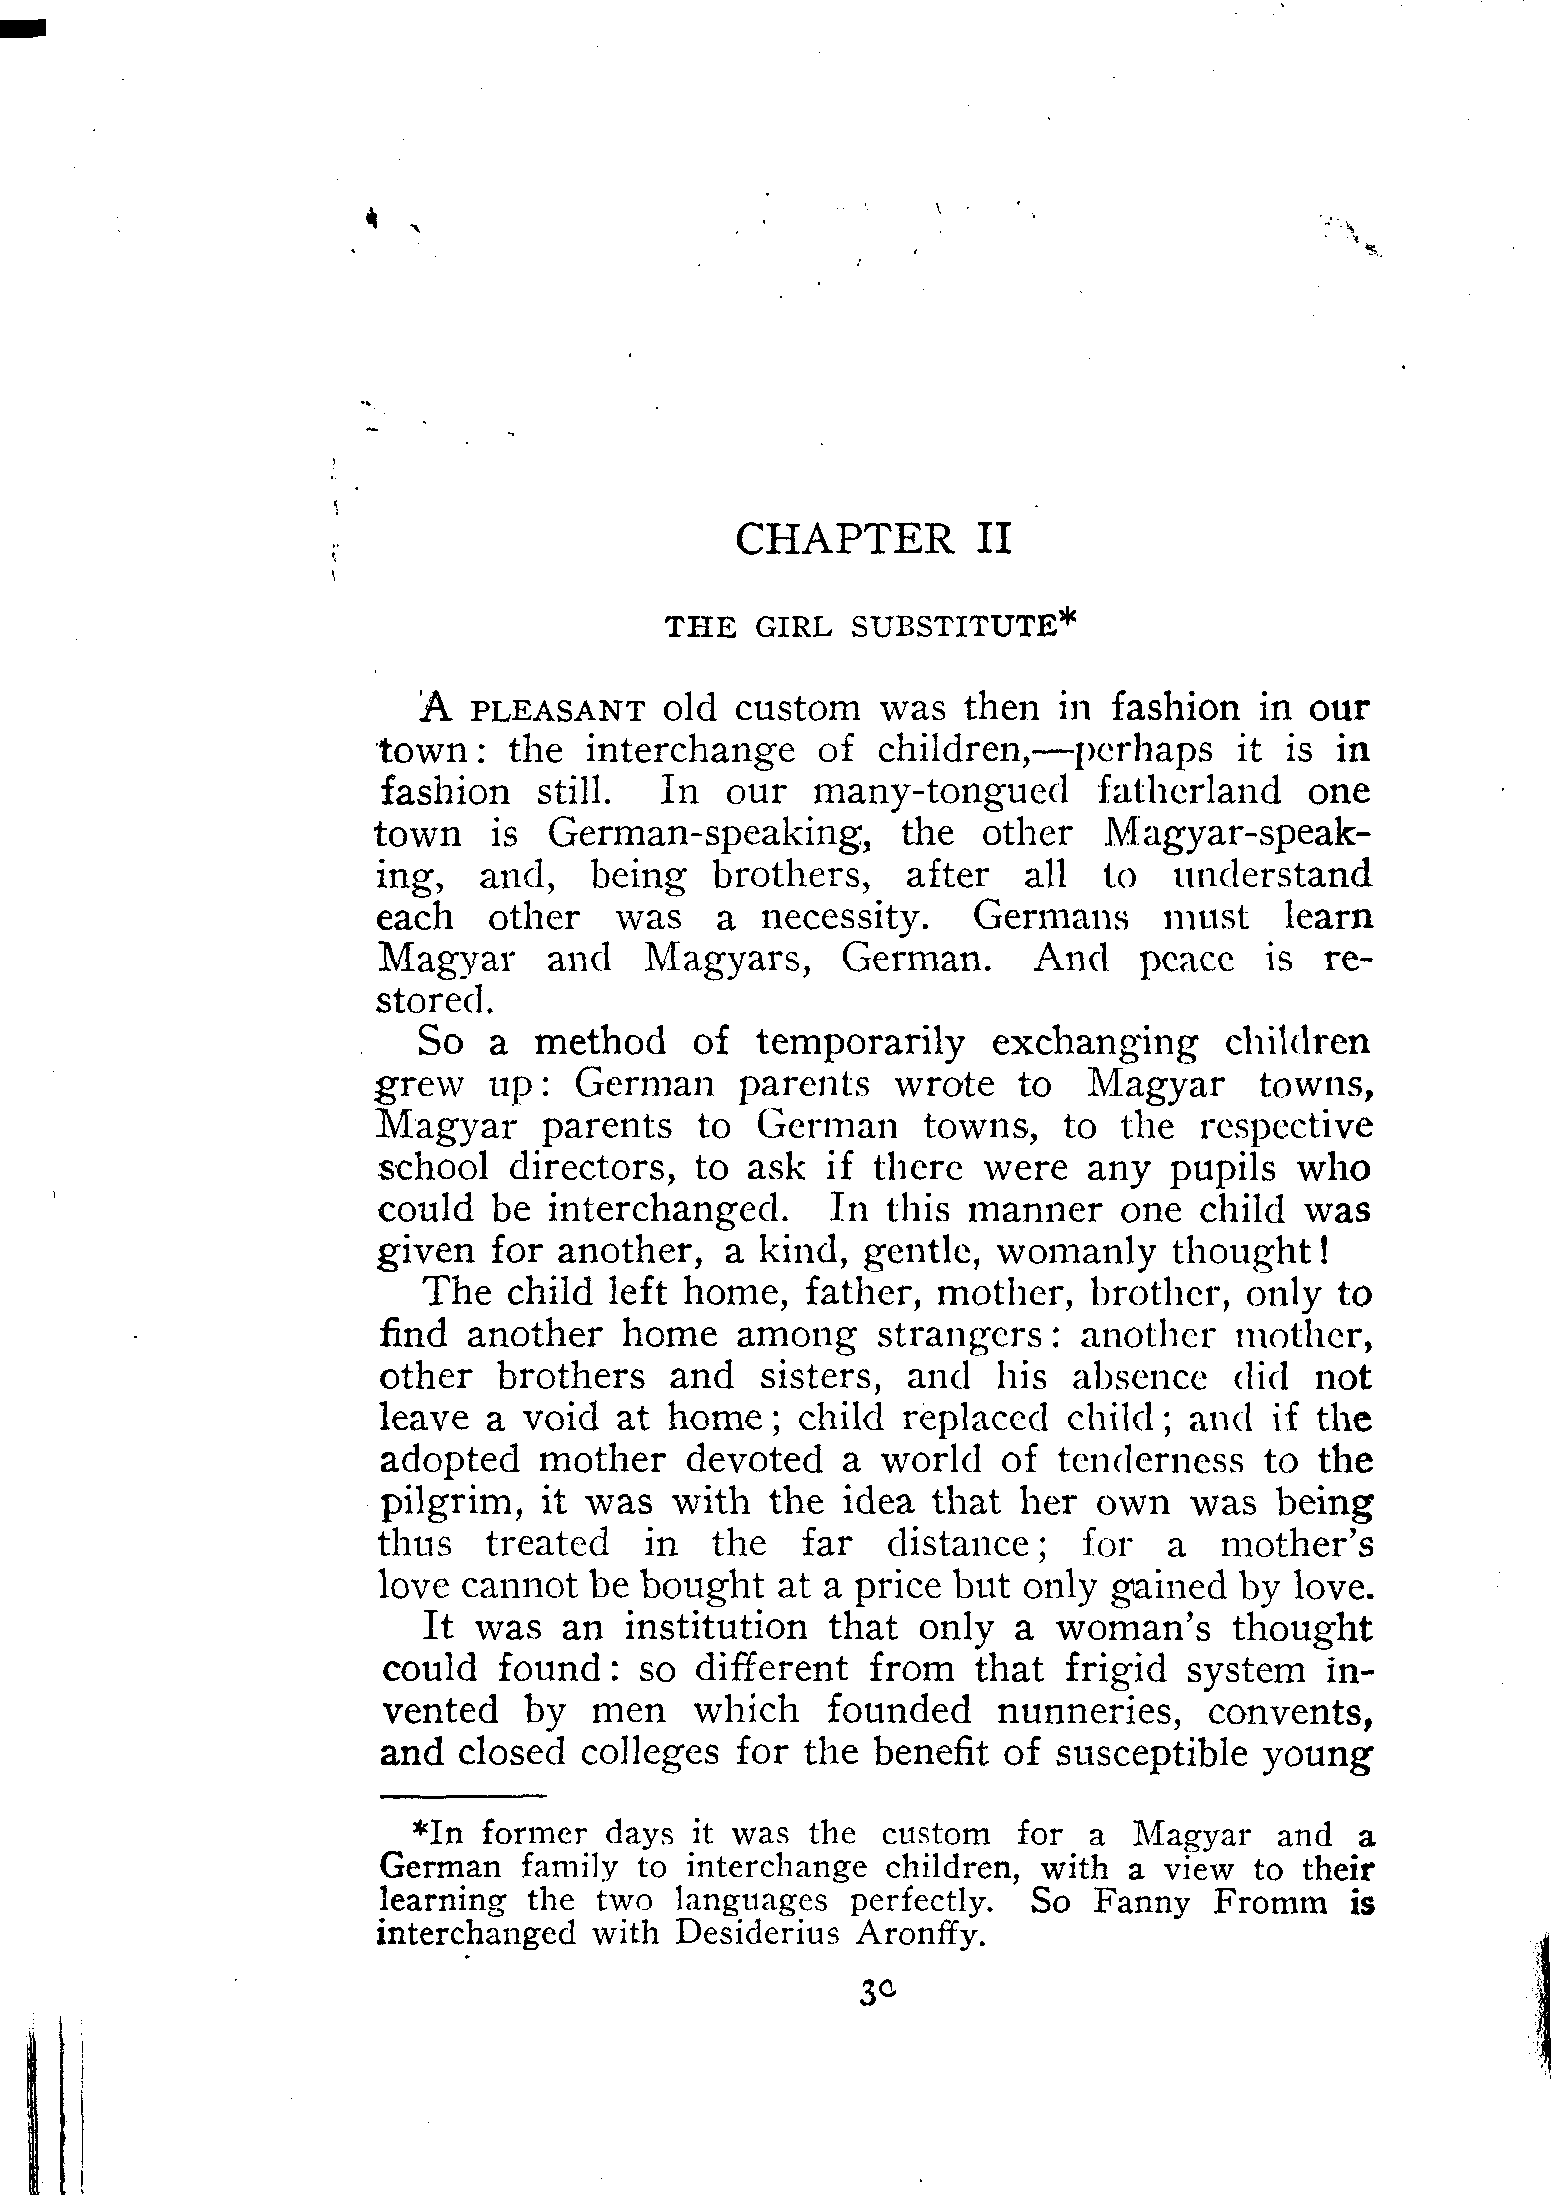 CHAPTER II
THE GIRL SUBSTITUTE*
A PLEASANT old custom was then in fashion in our
town: the interchange of children,—perhaps it is in
fashion still. In our many-tongued fatherland one
town is German-speaking, the other Magyar-speak-
ing, and, being brothers, after all to understand
each other was a necessity. Germans must learn
Magyar and Magyars, German. And peace is re-
stored.
So a method of temporarily exchanging children
grew up: German parents wrote to Magyar towns,
Magyar parents to German towns, to the respective
school directors, to ask if there were any pupils who
could be interchanged. In this manner one child was
given for another, a kind, gentle, womanly thought!
The child left home, father, mother, brother, only to
find another home among strangers: another mother,
other brothers and sisters, and his absence did not
leave a void at home; child replaced child; and if the
adopted mother devoted a world of tenderness to the
pilgrim, it was with the idea that her own was being
thus treated in the far distance; for a mother's
love cannot be bought at a price but only gained by love.
It was an institution that only a woman's thought
could found: so different from that frigid system in-
vented by men which founded nunneries, convents,
and closed colleges for the benefit of susceptible young
*In former days it was the custom for a Magyar and a
German family to interchange children, with a view to their
learning the two languages perfectly. So Fanny Fromm is
interchanged with Desiderius Aronffy.
30